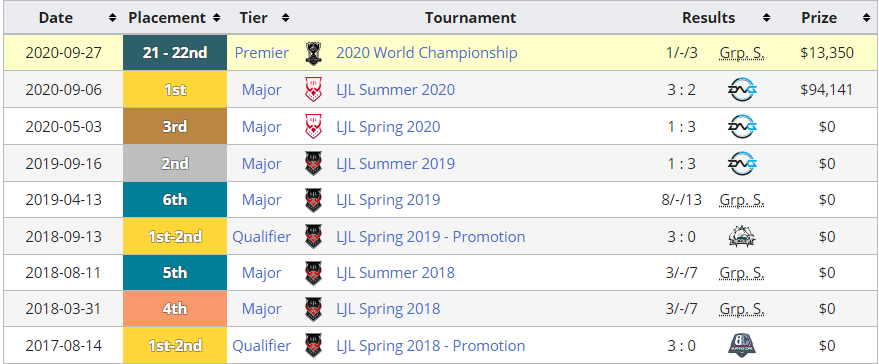 Date Placement Tier Tournament Results Prize
2020-09-27 21 - 22nd Premier 2020 World Championship 1/-/3 Grp. S. $13,350
2020-09-06 1st Major LJL Summer 2020 3 : 2 $94,141
2020-05-03 3rd Major LJL Spring 2020 1 : 3 $0
2019-09-16 2nd Major LJL Summer 2019 1 : 3 $0
2019-04-13 6th Major LJL Spring 2019 8/-/13 Grp. S. $0
2018-09-13 1st-2nd Qualifier LJL Spring 2019 - Promotion 3 : 0 $0
2018-08-11 5th Major LJL Summer 2018 3/-/7 Grp. S. $0
2018-03-31 4th Major LJL Spring 2018 3/-/7 Grp. S. $0
2017-08-14 1st-2nd Qualifier LJL Spring 2018 - Promotion 3 : 0 $0